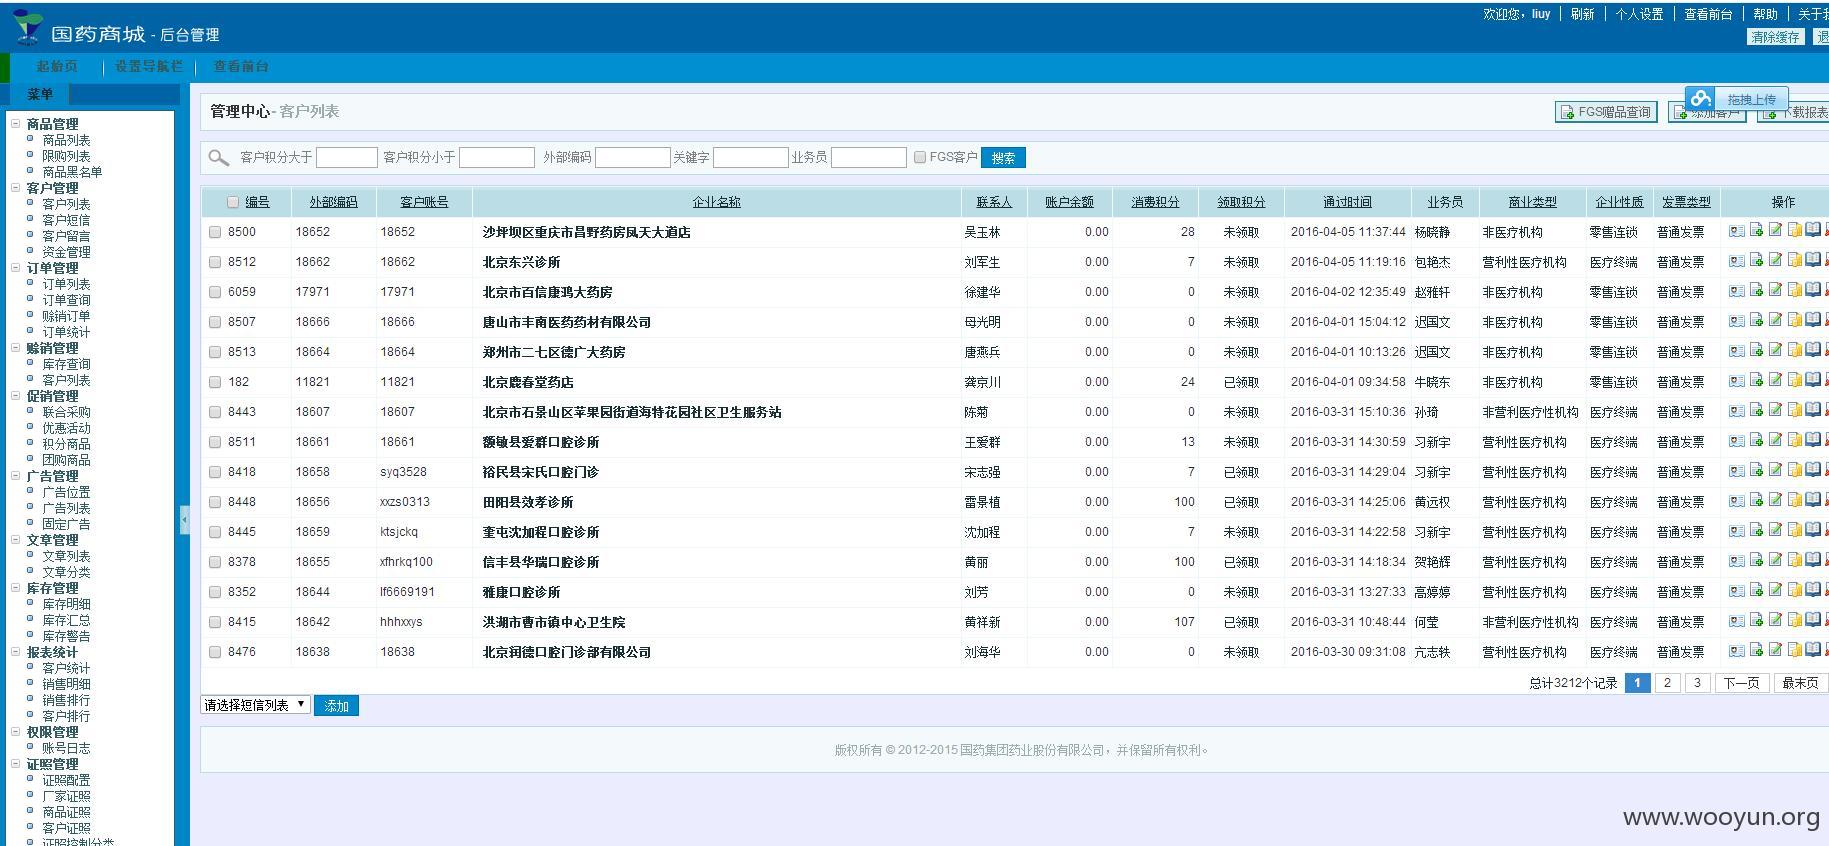 国药商城 - 后台管理
欢迎您，liuy 刷新 个人设置 查看前台 帮助 关于我
清除缓存 退
起始页 设置导航栏 查看前台
菜单
商品管理
商品列表
限购列表
商品黑名单
客户管理
客户列表
客户短信
客户留言
资金管理
订单管理
订单列表
订单查询
赊销订单
订单统计
赊销管理
库存查询
客户列表
促销管理
联合采购
优惠活动
积分商品
团购商品
广告管理
广告位置
广告列表
固定广告
文章管理
文章列表
文章分类
库存管理
库存明细
库存汇总
库存警告
报表统计
客户统计
销售明细
销售排行
客户排行
权限管理
账号日志
证照管理
证照配置
厂家证照
商品证照
客户证照
证照控制分类
管理中心 - 客户列表
FGS赠品查询 添加客户 下载报表
拖拽上传
客户积分大于 客户积分小于 外部编码 关键字 业务员 FGS客户 搜索
编号 外部编码 客户账号 企业名称 联系人 账户余额 消费积分 领取积分 通过时间 业务员 商业类型 企业性质 发票类型 操作
8500 18652 18652 沙坪坝区重庆市昌野药房凤天大道店 吴玉林 0.00 28 未领取 2016-04-05 11:37:44 杨晓静 非医疗机构 零售连锁 普通发票
8512 18662 18662 北京东兴诊所 刘军生 0.00 7 未领取 2016-04-05 11:19:16 包艳杰 营利性医疗机构 医疗终端 普通发票
6059 17971 17971 北京市百信康鸿大药房 徐建华 0.00 0 未领取 2016-04-02 12:35:49 赵雅轩 非医疗机构 零售连锁 普通发票
8507 18666 18666 唐山市丰南医药药材有限公司 母光明 0.00 0 未领取 2016-04-01 15:04:12 迟国文 非医疗机构 零售连锁 普通发票
8513 18664 18664 郑州市二七区德广大药房 唐燕兵 0.00 0 未领取 2016-04-01 10:13:26 迟国文 非医疗机构 零售连锁 普通发票
182 11821 11821 北京鹿春堂药店 龚京川 0.00 24 已领取 2016-04-01 09:34:58 牛晓东 非医疗机构 零售连锁 普通发票
8443 18607 18607 北京市石景山区苹果园街道海特花园社区卫生服务站 陈菊 0.00 0 未领取 2016-03-31 15:10:36 孙琦 非营利医疗性机构 医疗终端 普通发票
8511 18661 18661 额敏县爱群口腔诊所 王爱群 0.00 13 未领取 2016-03-31 14:30:59 习新宇 营利性医疗机构 医疗终端 普通发票
8418 18658 syq3528 裕民县宋氏口腔门诊 宋志强 0.00 7 已领取 2016-03-31 14:29:04 习新宇 营利性医疗机构 医疗终端 普通发票
8448 18656 xxzs0313 田阳县效孝诊所 雷景植 0.00 100 已领取 2016-03-31 14:25:06 黄远权 营利性医疗机构 医疗终端 普通发票
8445 18659 ktsjckq 奎屯沈加程口腔诊所 沈加程 0.00 7 未领取 2016-03-31 14:22:58 习新宇 营利性医疗机构 医疗终端 普通发票
8378 18655 xfhrkq100 信丰县华瑞口腔诊所 黄丽 0.00 100 已领取 2016-03-31 14:18:34 贺艳辉 营利性医疗机构 医疗终端 普通发票
8352 18644 lf6669191 雅康口腔诊所 刘芳 0.00 0 未领取 2016-03-31 13:27:33 高婷婷 营利性医疗机构 医疗终端 普通发票
8415 18642 hhhxxys 洪湖市曹市镇中心卫生院 黄祥新 0.00 107 已领取 2016-03-31 10:48:44 何莹 非营利医疗性机构 医疗终端 普通发票
8476 18638 18638 北京润德口腔门诊部有限公司 刘海华 0.00 0 未领取 2016-03-30 09:31:08 亢志轶 营利性医疗机构 医疗终端 普通发票
总计3212个记录 1 2 3 下一页 最末页
请选择短信列表 添加
版权所有 © 2012-2015 国药集团药业股份有限公司，并保留所有权利。
www.wooyun.org